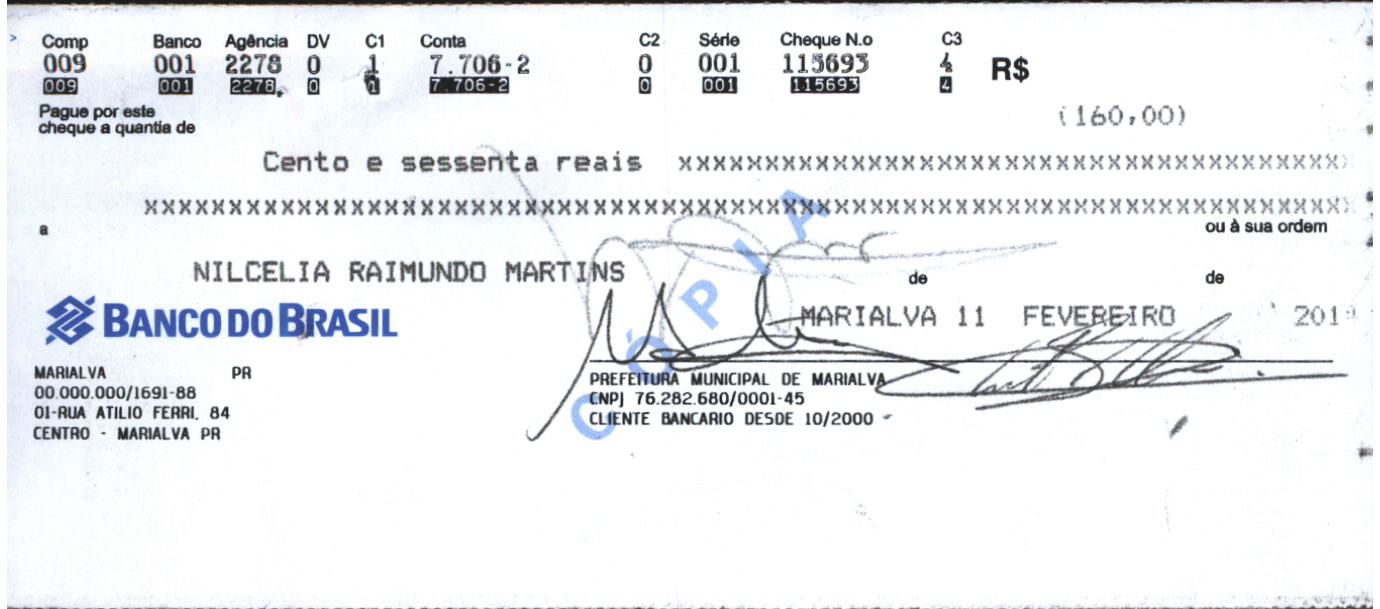 Comp Banco Agência DV C1 Conta C2 Série Cheque N.o C3
009 001 2278 0 1 7.706-2 0 001 115693 4 R$
009 001 2278 0 1 7.706-2 0 001 115693 4
Pague por este
cheque a quantia de
(160,00)
Cento e sessenta reais xxxxxxxxxxxxxxxxxxxxxxxxxxxxxxxxxxxxxxxxxxxxxxxxxx
xxxxxxxxxxxxxxxxxxxxxxxxxxxxxxxxxxxxxxxxxxxxxxxxxxxxxxxxxxxxxxxxxxxxxxxxxxxxxxxxxxxxxxxxxx
a ou à sua ordem
NILCELIA RAIMUNDO MARTINS
de de
MARIALVA 11 FEVEREIRO
BANCO DO BRASIL
MARIALVA PR
00.000.000/1691-88
01-RUA ATILIO FERRI. 84
CENTRO - MARIALVA PR
PREFEITURA MUNICIPAL DE MARIALVA
CNPJ 76.282.680/0001-45
CLIENTE BANCARIO DESDE 10/2000
CÓPIA